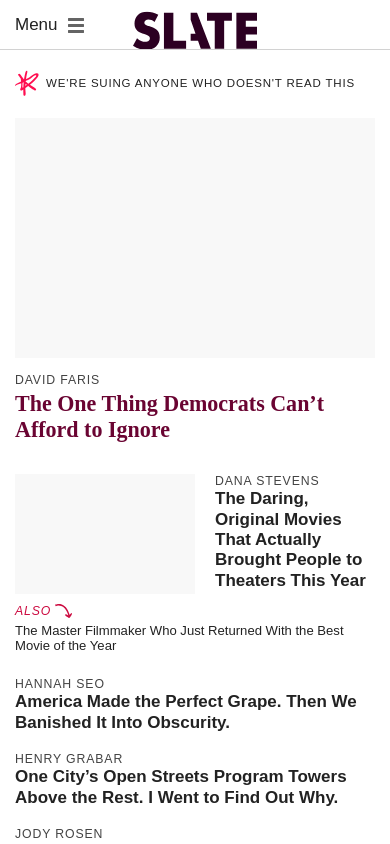 Menu
SLATE
WE'RE SUING ANYONE WHO DOESN'T READ THIS
DAVID FARIS
The One Thing Democrats Can’t
Afford to Ignore
DANA STEVENS
The Daring,
Original Movies
That Actually
Brought People to
Theaters This Year
ALSO
The Master Filmmaker Who Just Returned With the Best
Movie of the Year
HANNAH SEO
America Made the Perfect Grape. Then We
Banished It Into Obscurity.
HENRY GRABAR
One City’s Open Streets Program Towers
Above the Rest. I Went to Find Out Why.
JODY ROSEN